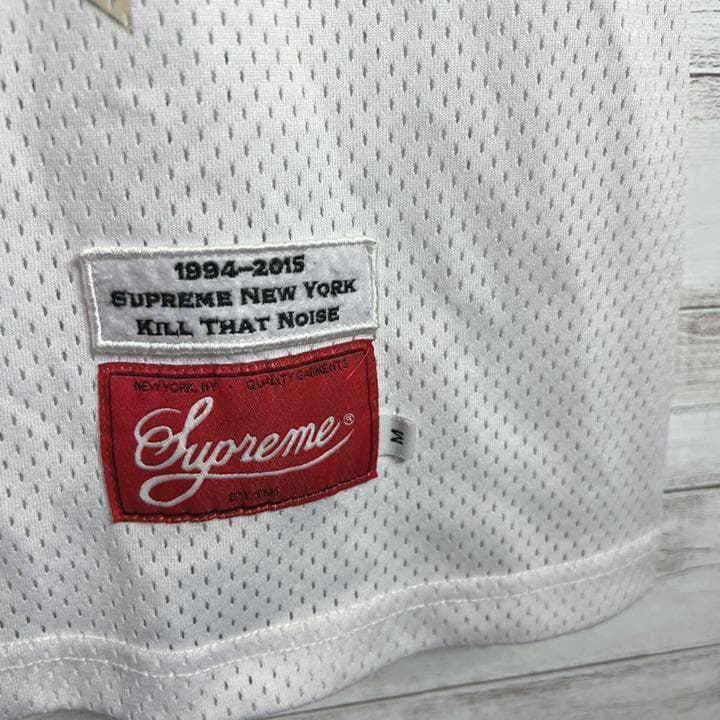 1994–2015
SUPREME NEW YORK
KILL THAT NOISE
NEW YORK, NY · QUALITY GARMENTS
Supreme®
M